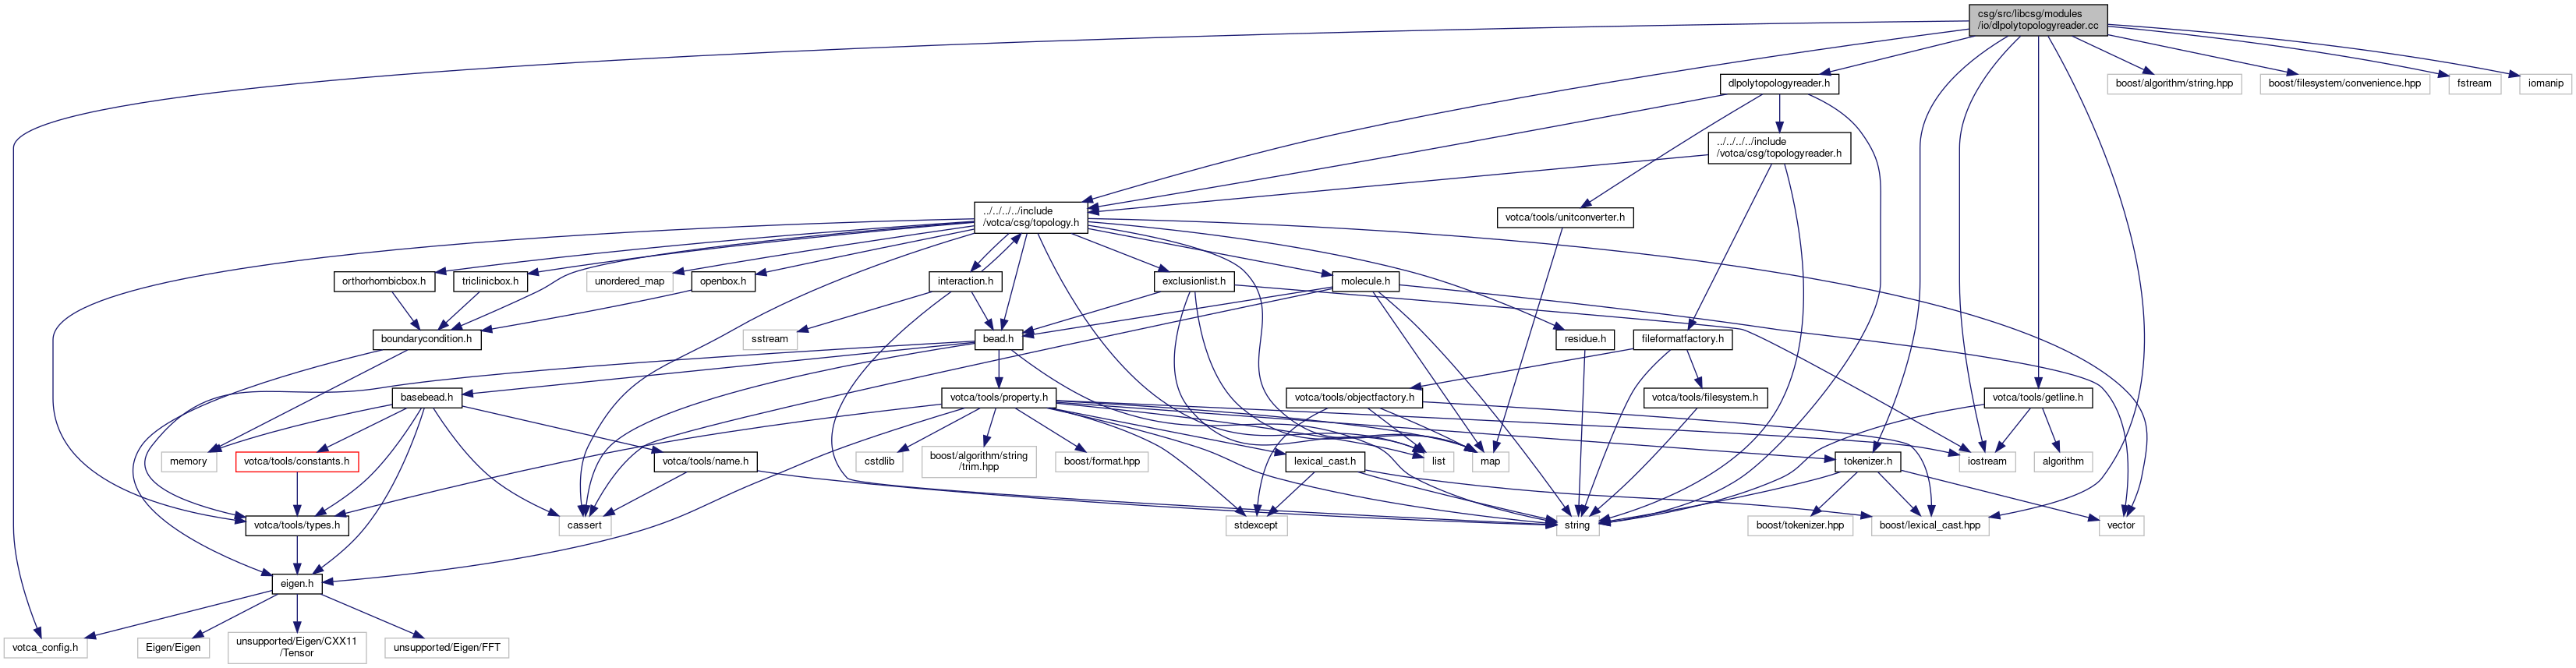 csg/src/libcsg/modules
/io/dlpolytopologyreader.cc
dlpolytopologyreader.h
boost/algorithm/string.hpp
boost/filesystem/convenience.hpp
fstream
iomanip
../../../../include
/votca/csg/topologyreader.h
../../../../include
/votca/csg/topology.h
votca/tools/unitconverter.h
orthorhombicbox.h
triclinicbox.h
unordered_map
openbox.h
interaction.h
exclusionlist.h
molecule.h
boundarycondition.h
sstream
bead.h
residue.h
fileformatfactory.h
basebead.h
votca/tools/property.h
votca/tools/objectfactory.h
votca/tools/filesystem.h
votca/tools/getline.h
memory
votca/tools/constants.h
votca/tools/name.h
cstdlib
boost/algorithm/string
/trim.hpp
boost/format.hpp
lexical_cast.h
list
map
tokenizer.h
iostream
algorithm
votca/tools/types.h
cassert
stdexcept
string
boost/tokenizer.hpp
boost/lexical_cast.hpp
vector
eigen.h
votca_config.h
Eigen/Eigen
unsupported/Eigen/CXX11
/Tensor
unsupported/Eigen/FFT